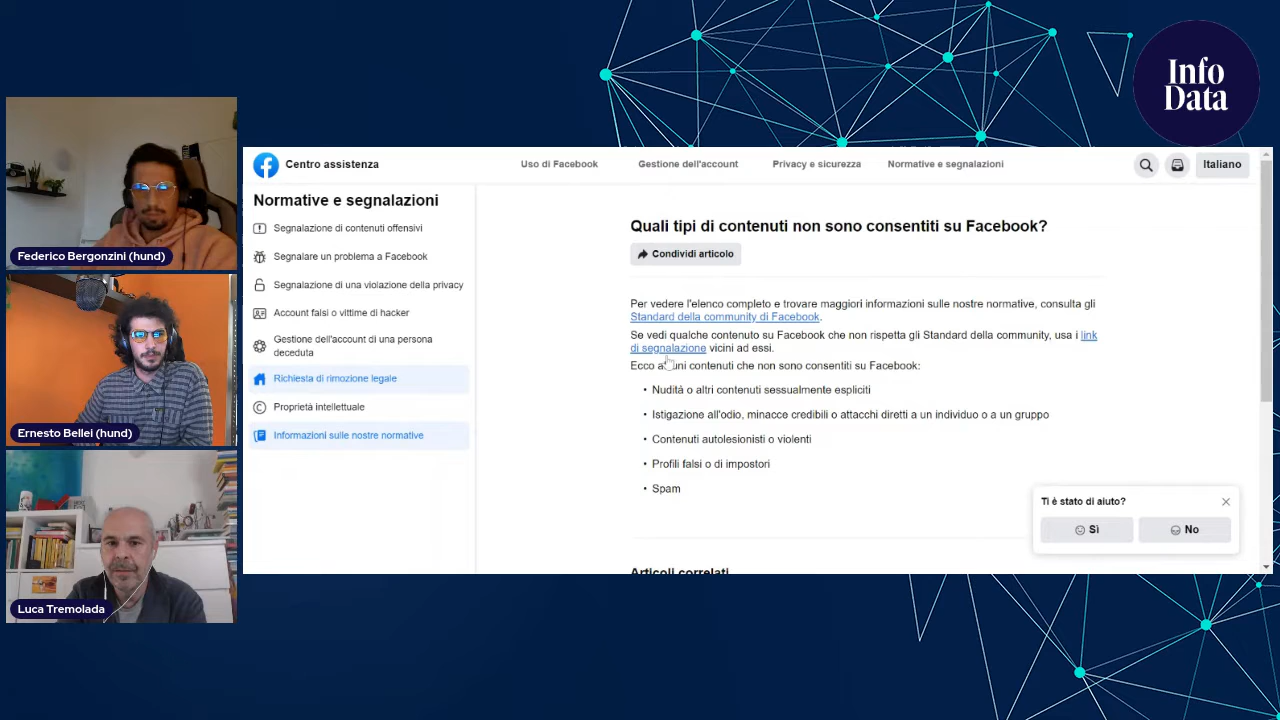 Info
Data
Federico Bergonzini (hund)
Ernesto Bellei (hund)
Luca Tremolada
Centro assistenza
Uso di Facebook
Gestione dell'account
Privacy e sicurezza
Normative e segnalazioni
Italiano
Normative e segnalazioni
Segnalazione di contenuti offensivi
Segnalare un problema a Facebook
Segnalazione di una violazione della privacy
Account falsi o vittime di hacker
Gestione dell'account di una persona
deceduta
Richiesta di rimozione legale
Proprietà intellettuale
Informazioni sulle nostre normative
Quali tipi di contenuti non sono consentiti su Facebook?
Condividi articolo
Per vedere l'elenco completo e trovare maggiori informazioni sulle nostre normative, consulta gli
Standard della community di Facebook.
Se vedi qualche contenuto su Facebook che non rispetta gli Standard della community, usa i link
di segnalazione vicini ad essi.
Ecco alcuni contenuti che non sono consentiti su Facebook:
• Nudità o altri contenuti sessualmente espliciti
• Istigazione all'odio, minacce credibili o attacchi diretti a un individuo o a un gruppo
• Contenuti autolesionisti o violenti
• Profili falsi o di impostori
• Spam
Ti è stato di aiuto?
Sì
No
Articoli correlati